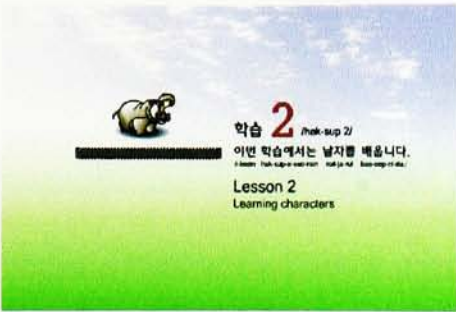 학습 2 /hak-sup 2/
이번 학습에서는 날자를 배웁니다.
Lesson 2
Learning characters